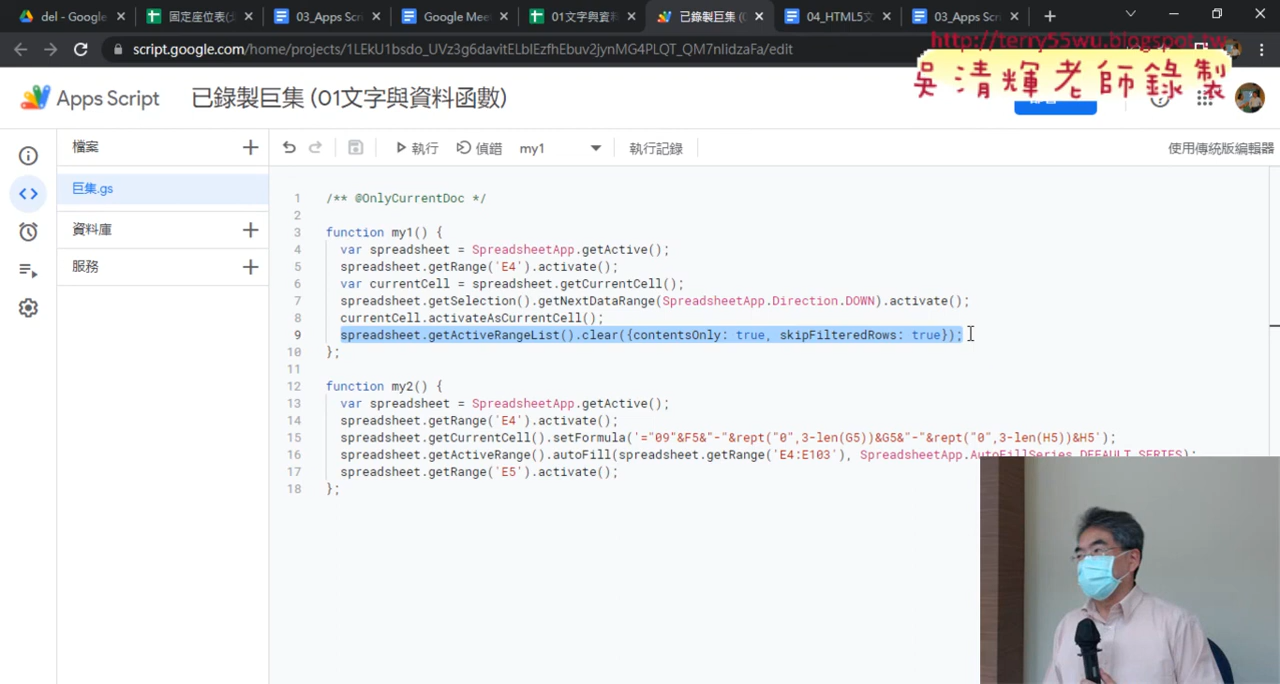 del - Google
固定座位表(
03_Apps Scr
Google Mee
01文字與資料
已錄製巨集 (
04_HTML5文
03_Apps Scr
script.google.com/home/projects/1LEkU1bsdo_UVz3g6davitELbIEzfhEbuv2jynMG4PLQT_QM7nlidzaFa/edit
http://terry55wu.blogspot.tw
吳清輝老師錄製
Apps Script
已錄製巨集 (01文字與資料函數)
檔案
執行
偵錯
my1
執行記錄
使用傳統版編輯器
巨集.gs
資料庫
服務
1 /** @OnlyCurrentDoc */
2
3 function my1() {
4 var spreadsheet = SpreadsheetApp.getActive();
5 spreadsheet.getRange('E4').activate();
6 var currentCell = spreadsheet.getCurrentCell();
7 spreadsheet.getSelection().getNextDataRange(SpreadsheetApp.Direction.DOWN).activate();
8 currentCell.activateAsCurrentCell();
9 spreadsheet.getActiveRangeList().clear({contentsOnly: true, skipFilteredRows: true});
10 };
11
12 function my2() {
13 var spreadsheet = SpreadsheetApp.getActive();
14 spreadsheet.getRange('E4').activate();
15 spreadsheet.getCurrentCell().setFormula('="09"&F5&"-"&rept("0",3-len(G5))&G5&"-"&rept("0",3-len(H5))&H5');
16 spreadsheet.getActiveRange().autoFill(spreadsheet.getRange('E4:E103'), SpreadsheetApp.AutoFillSeries.DEFAULT_SERIES);
17 spreadsheet.getRange('E5').activate();
18 };